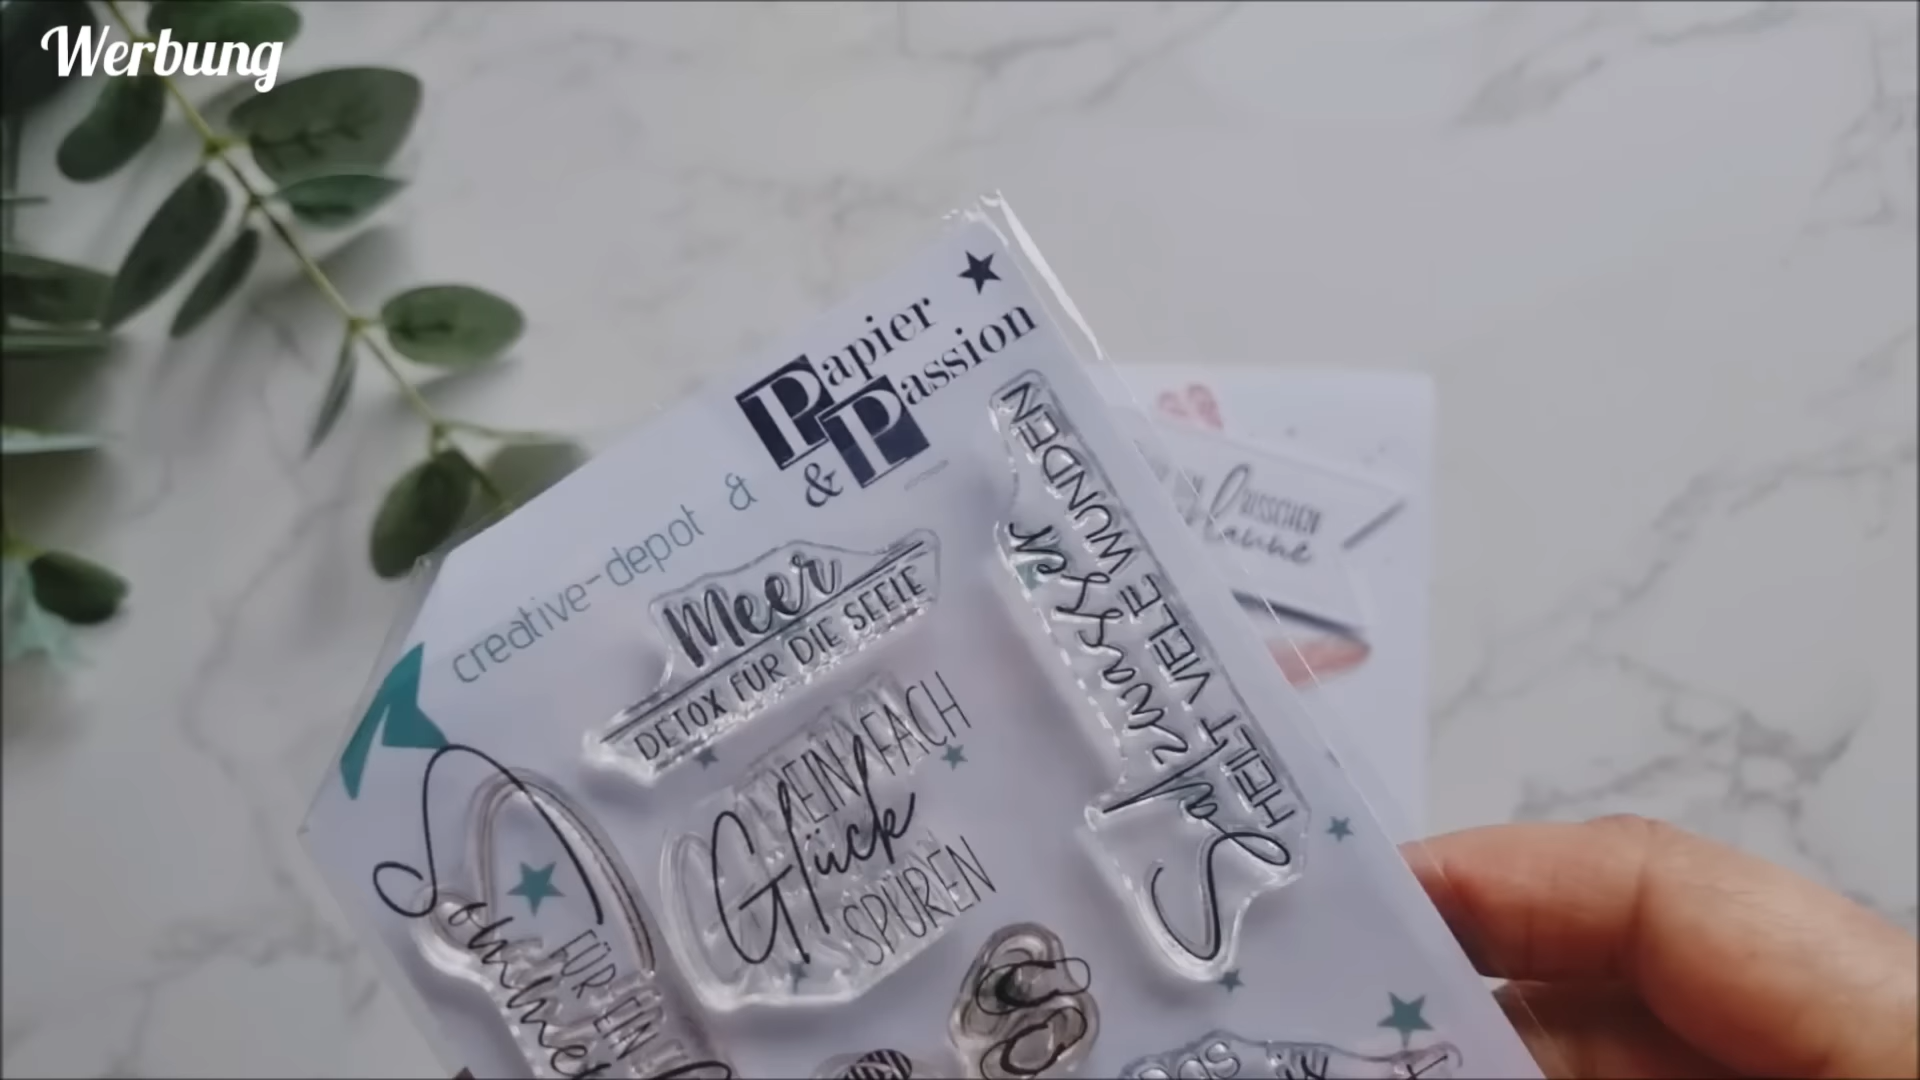 Werbung
creative-depot &
Papier
& Passion
Meer
DETOX FÜR DIE SEELE
EINFACH
Glück
SPÜREN
Salzwasser
HEILT VIELE WUNDEN
Sommer
FÜR EIN